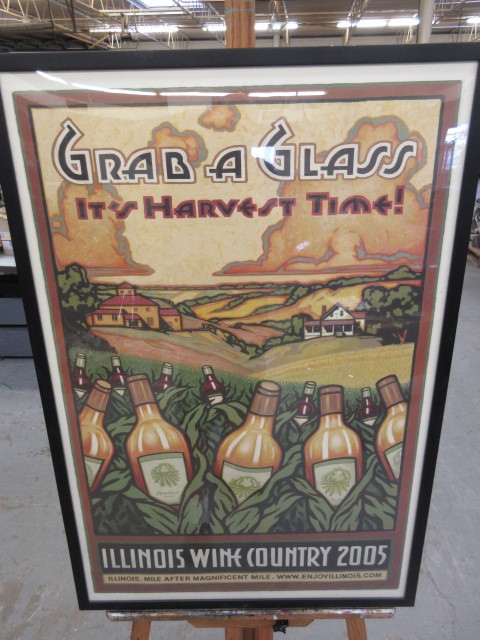 GRAB A GLASS
IT'S HARVEST TIME!
ILLINOIS WINE COUNTRY 2005
ILLINOIS. MILE AFTER MAGNIFICENT MILE. WWW.ENJOYILLINOIS.COM